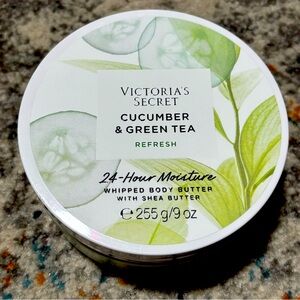 VICTORIA'S
SECRET
CUCUMBER
& GREEN TEA
REFRESH
24-Hour Moisture
WHIPPED BODY BUTTER
WITH SHEA BUTTER
℮ 255 g/9 oz